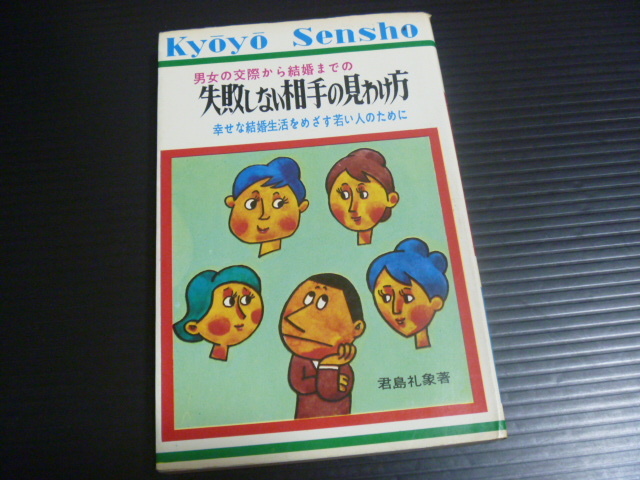 Kyōyō Sensho
男女の交際から結婚までの
失敗しない相手の見わけ方
幸せな結婚生活をめざす若い人のために
君島礼象著